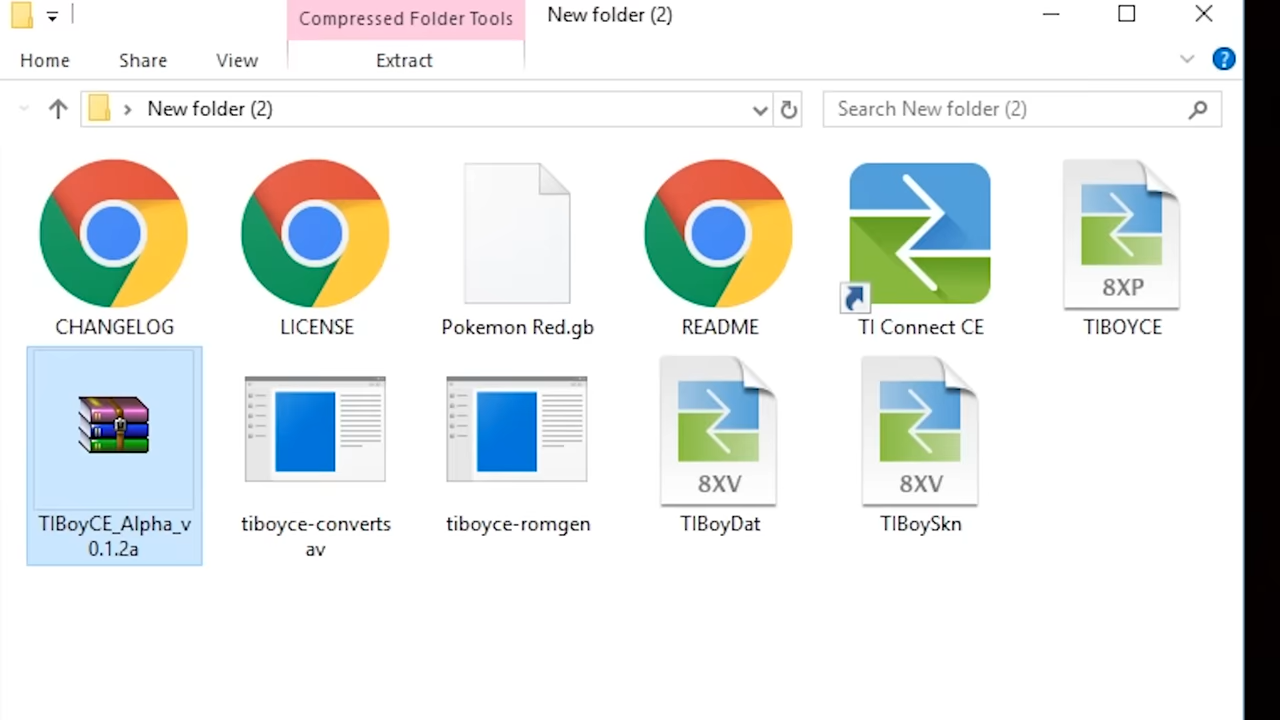 Compressed Folder Tools
New folder (2)
Home
Share
View
Extract
?
New folder (2)
Search New folder (2)
8XP
CHANGELOG
LICENSE
Pokemon Red.gb
README
TI Connect CE
TIBOYCE
8XV
8XV
TIBoyCE_Alpha_v
0.1.2a
tiboyce-converts
av
tiboyce-romgen
TIBoyDat
TIBoySkn